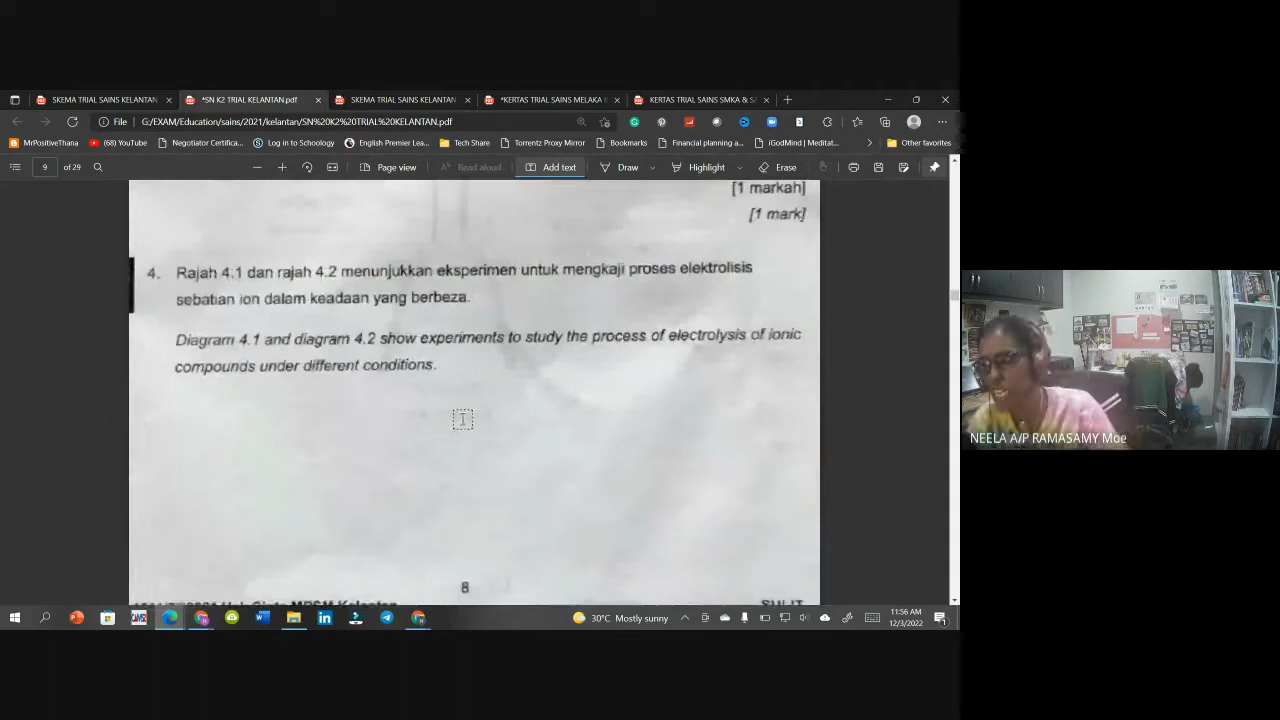 SKEMA TRIAL SAINS KELANTAN
*SN K2 TRIAL KELANTAN.pdf
SKEMA TRIAL SAINS KELANTAN
*KERTAS TRIAL SAINS MELAKA K
KERTAS TRIAL SAINS SMKA & SA
File
G:/EXAM/Education/sains/2021/kelantan/SN%20K2%20TRIAL%20KELANTAN.pdf
MrPositiveThana
(68) YouTube
Negotiator Certifica...
Log in to Schoology
English Premier Lea...
Tech Share
Torrentz Proxy Mirror
Bookmarks
Financial planning a...
iGodMind | Meditat...
Other favorites
9 of 29
Page view
Read aloud
Add text
Draw
Highlight
Erase
[1 markah]
[1 mark]
4. Rajah 4.1 dan rajah 4.2 menunjukkan eksperimen untuk mengkaji proses elektrolisis
sebatian ion dalam keadaan yang berbeza.
Diagram 4.1 and diagram 4.2 show experiments to study the process of electrolysis of ionic
compounds under different conditions.
8
SULIT
NEELA A/P RAMASAMY Moe
30°C Mostly sunny
11:56 AM
12/3/2022